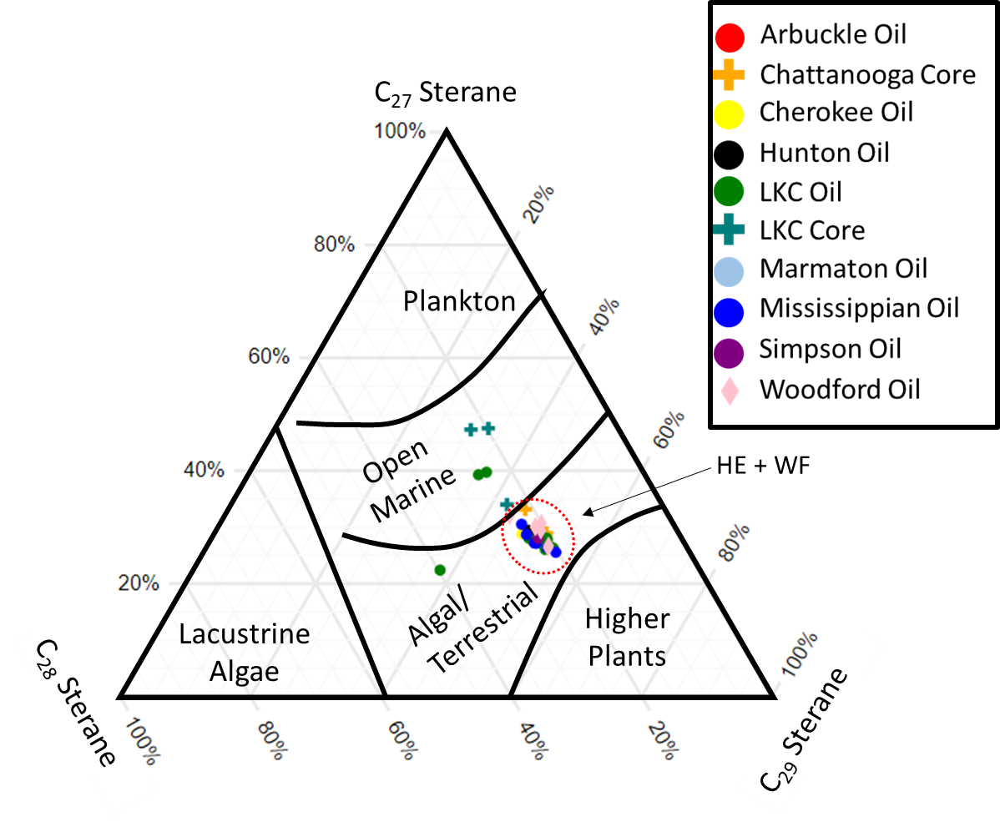 Arbuckle Oil
Chattanooga Core
Cherokee Oil
Hunton Oil
LKC Oil
LKC Core
Marmaton Oil
Mississippian Oil
Simpson Oil
Woodford Oil
C₂₇ Sterane
100%
80%
60%
40%
20%
20%
40%
60%
80%
100%
Plankton
Open
Marine
HE + WF
Algal/
Terrestrial
Lacustrine
Algae
Higher
Plants
C₂₈ Sterane
100%
80%
60%
40%
20%
C₂₉ Sterane